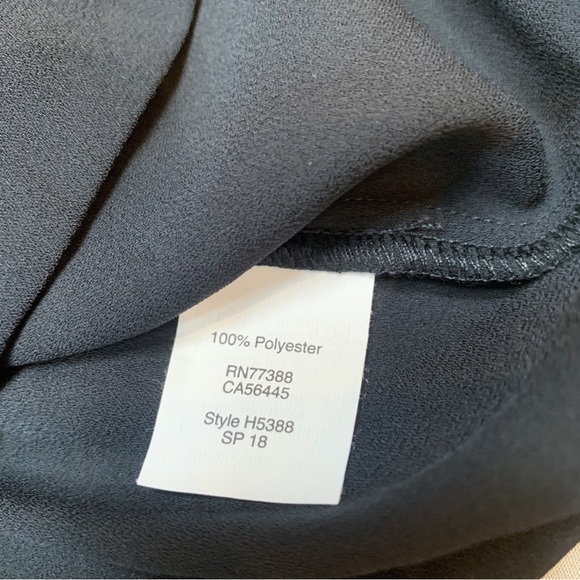 100% Polyester
RN77388
CA56445
Style H5388
SP 18